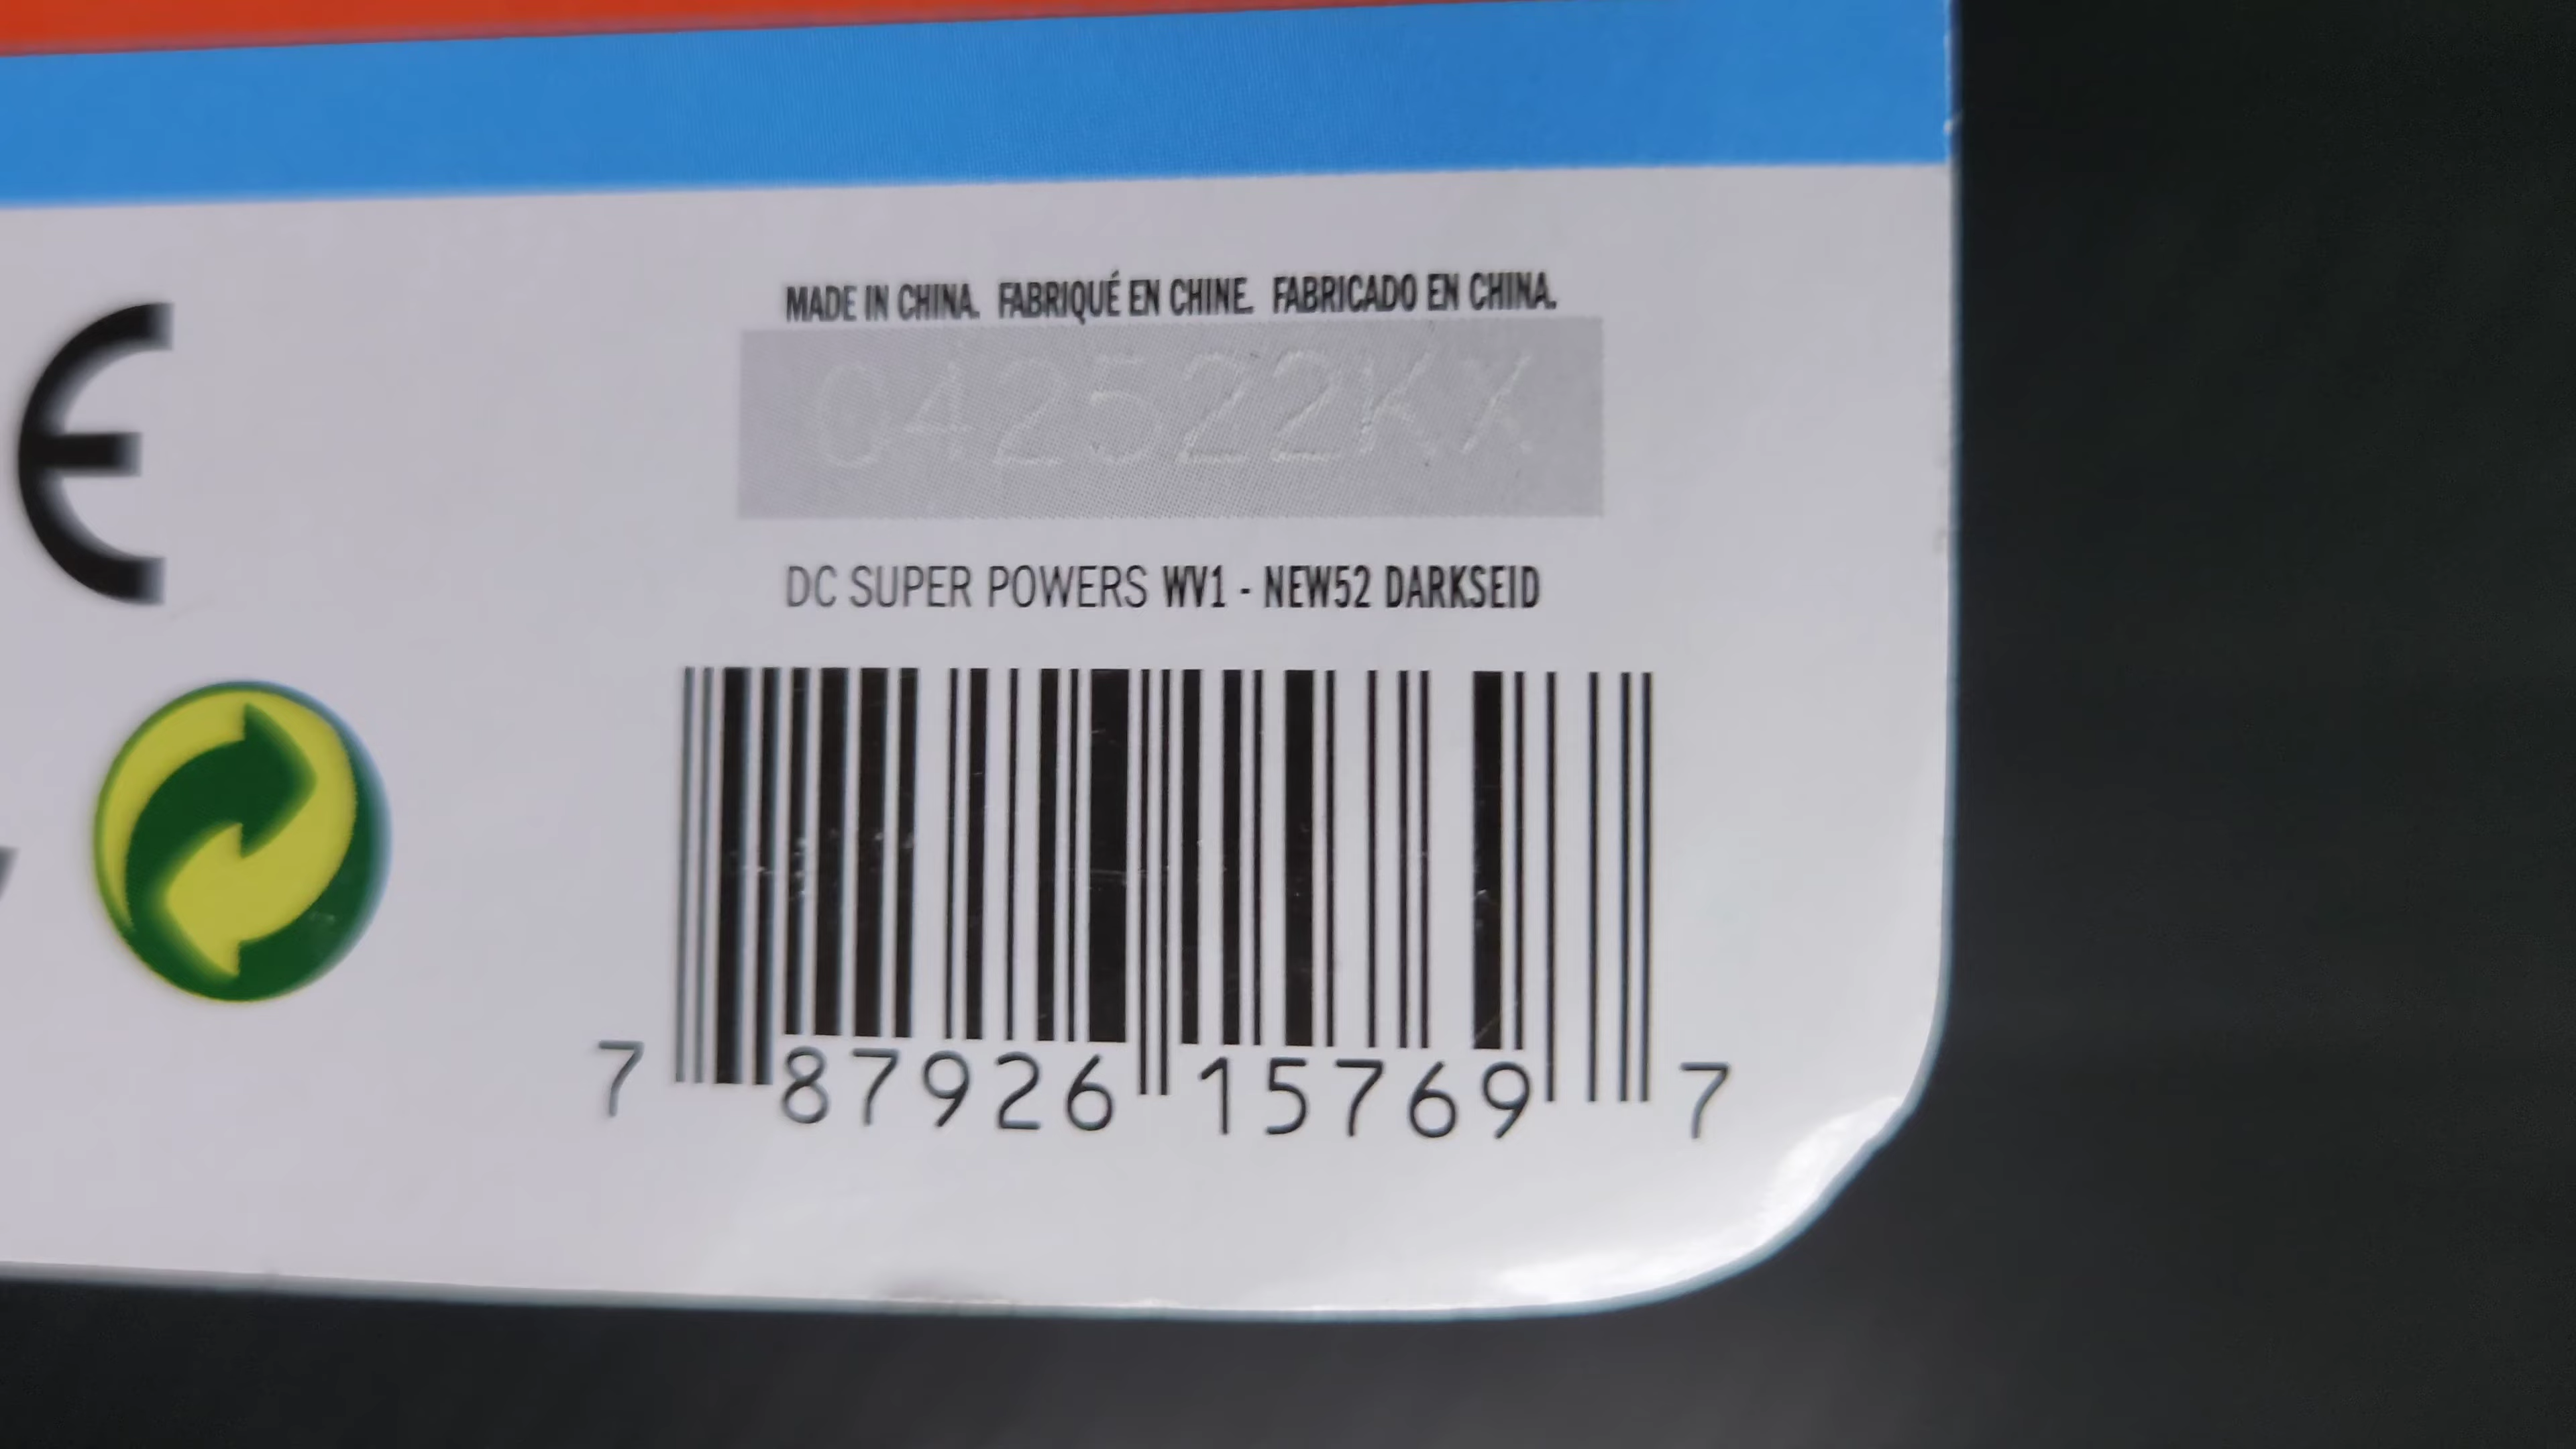 MADE IN CHINA. FABRIQUÉ EN CHINE. FABRICADO EN CHINA.
042522KX
DC SUPER POWERS WV1 - NEW52 DARKSEID
7 87926 15769 7